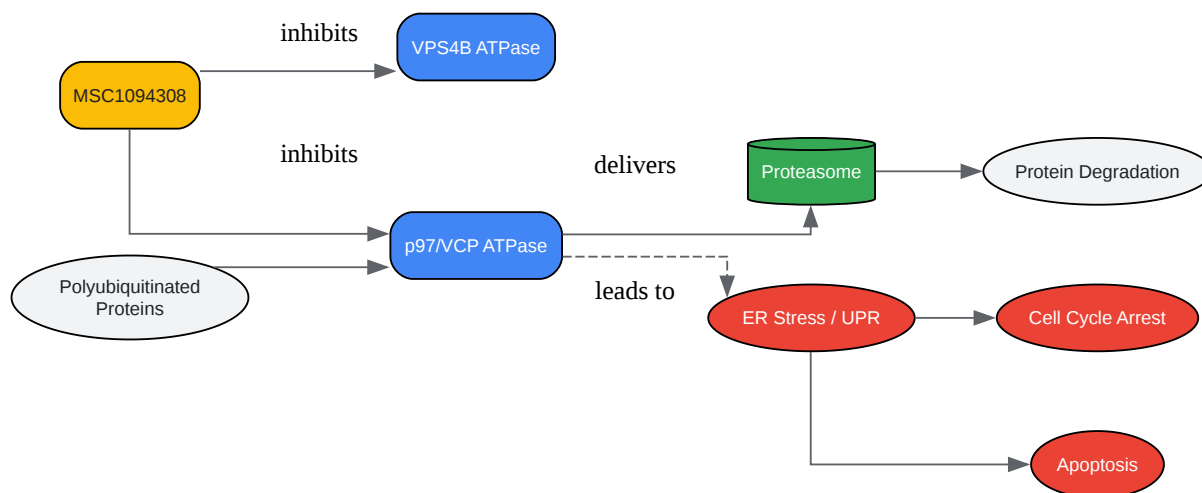 inhibits
VPS4B ATPase
MSC1094308
inhibits
delivers
Proteasome
Protein Degradation
p97/VCP ATPase
Polyubiquitinated
Proteins
leads to
ER Stress / UPR
Cell Cycle Arrest
Apoptosis